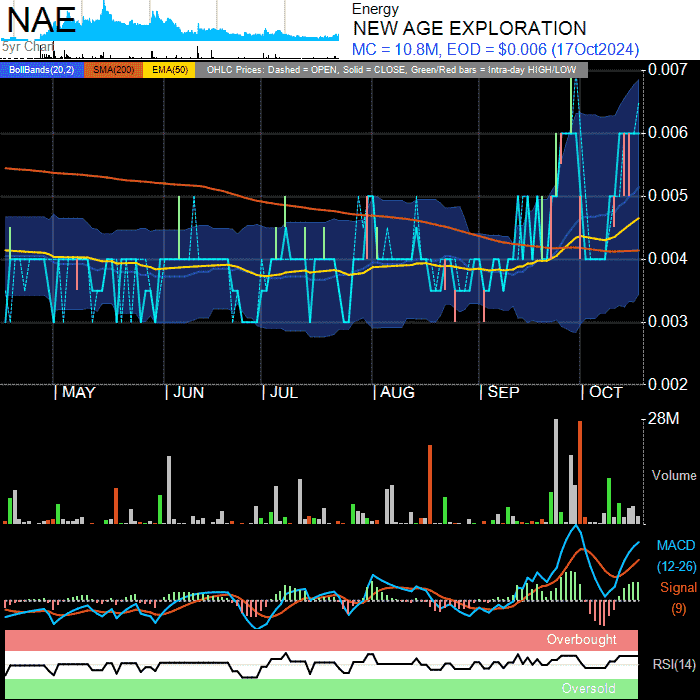 NAE
5yr Chart
Energy
NEW AGE EXPLORATION
MC = 10.8M, EOD = $0.006 (17Oct2024)
BollBands(20,2) SMA(200) EMA(50) OHLC Prices: Dashed = OPEN, Solid = CLOSE, Green/Red bars = Intra-day HIGH/LOW
0.007
0.006
0.005
0.004
0.003
0.002
MAY JUN JUL AUG SEP OCT
28M
Volume
MACD
(12-26)
Signal
(9)
Overbought
RSI(14)
Oversold